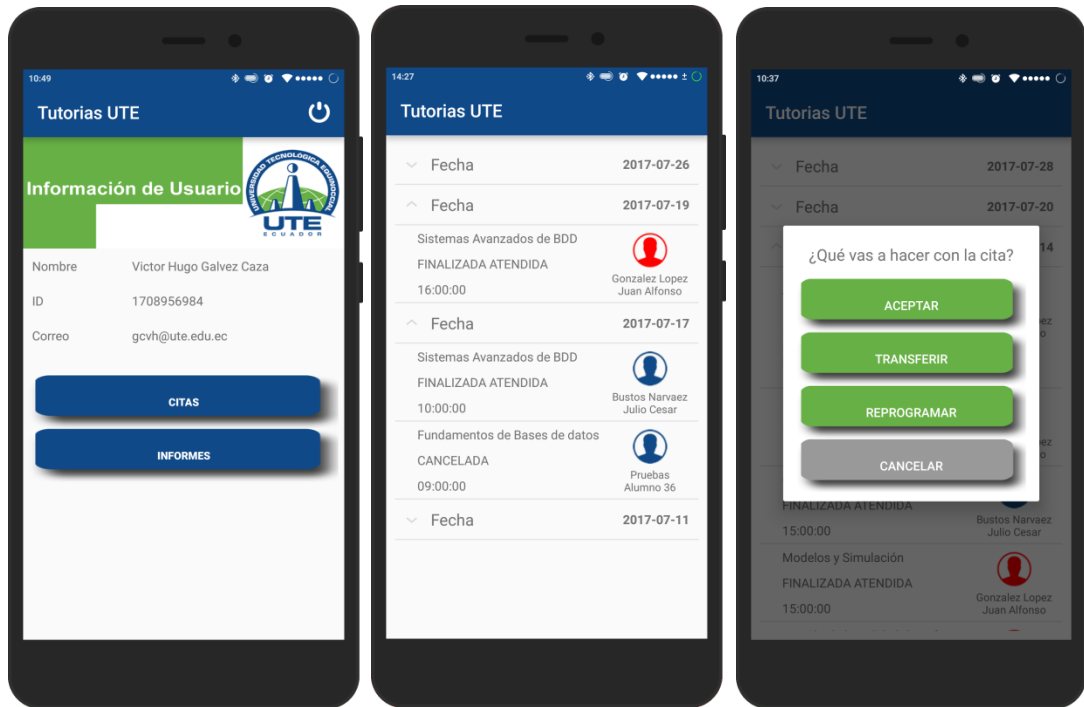 10:49
Tutorias UTE
Información de Usuario
UNIVERSIDAD TECNOLÓGICA EQUINOCCIAL
UTE
ECUADOR
Nombre Victor Hugo Galvez Caza
ID 1708956984
Correo gcvh@ute.edu.ec
CITAS
INFORMES
14:27
Tutorias UTE
Fecha 2017-07-26
Fecha 2017-07-19
Sistemas Avanzados de BDD
FINALIZADA ATENDIDA
16:00:00
Gonzalez Lopez
Juan Alfonso
Fecha 2017-07-17
Sistemas Avanzados de BDD
FINALIZADA ATENDIDA
10:00:00
Bustos Narvaez
Julio Cesar
Fundamentos de Bases de datos
CANCELADA
09:00:00
Pruebas
Alumno 36
Fecha 2017-07-11
10:37
Tutorias UTE
Fecha 2017-07-28
Fecha 2017-07-20
14
¿Qué vas a hacer con la cita?
ACEPTAR
TRANSFERIR
REPROGRAMAR
CANCELAR
ez
o
ez
o
FINALIZADA ATENDIDA
15:00:00
Bustos Narvaez
Julio Cesar
Modelos y Simulación
FINALIZADA ATENDIDA
15:00:00
Gonzalez Lopez
Juan Alfonso